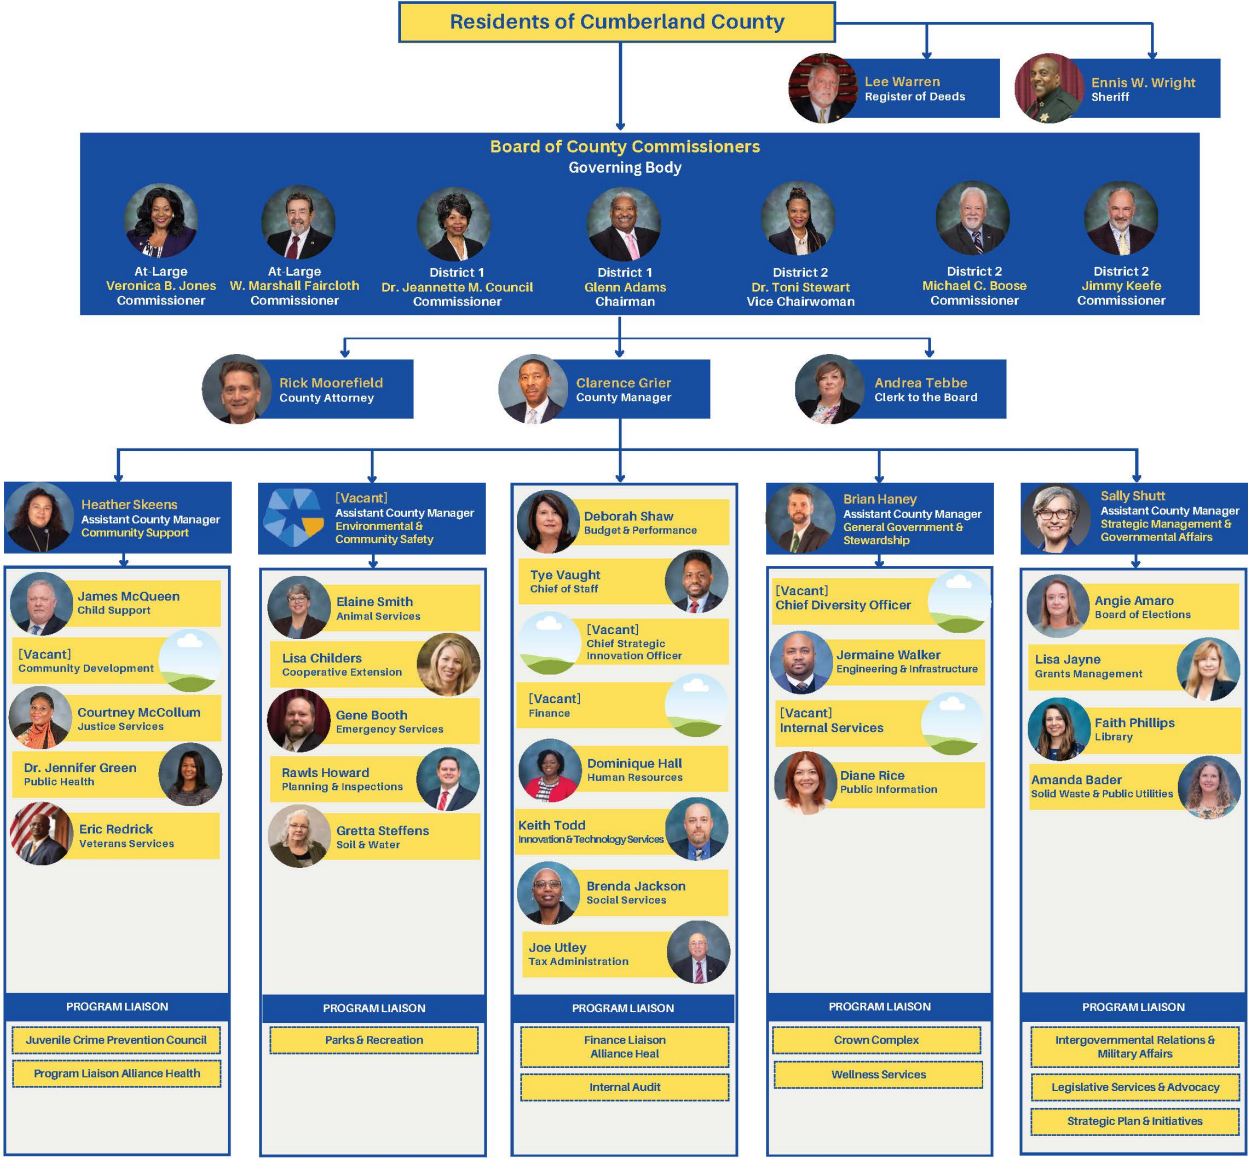 Residents of Cumberland County
Lee Warren
Register of Deeds
Ennis W. Wright
Sheriff
Board of County Commissioners
Governing Body
At-Large
Veronica B. Jones
Commissioner
At-Large
W. Marshall Faircloth
Commissioner
District 1
Dr. Jeannette M. Council
Commissioner
District 1
Glenn Adams
Chairman
District 2
Dr. Toni Stewart
Vice Chairwoman
District 2
Michael C. Boose
Commissioner
District 2
Jimmy Keefe
Commissioner
Rick Moorefield
County Attorney
Clarence Grier
County Manager
Andrea Tebbe
Clerk to the Board
Heather Skeens
Assistant County Manager
Community Support
James McQueen
Child Support
[Vacant]
Community Development
Courtney McCollum
Justice Services
Dr. Jennifer Green
Public Health
Eric Redrick
Veterans Services
PROGRAM LIAISON
Juvenile Crime Prevention Council
Program Liaison Alliance Health
[Vacant]
Assistant County Manager
Environmental &
Community Safety
Elaine Smith
Animal Services
Lisa Childers
Cooperative Extension
Gene Booth
Emergency Services
Rawls Howard
Planning & Inspections
Gretta Steffens
Soil & Water
PROGRAM LIAISON
Parks & Recreation
Deborah Shaw
Budget & Performance
Tye Vaught
Chief of Staff
[Vacant]
Chief Strategic
Innovation Officer
[Vacant]
Finance
Dominique Hall
Human Resources
Keith Todd
Innovation & Technology Services
Brenda Jackson
Social Services
Joe Utley
Tax Administration
PROGRAM LIAISON
Finance Liaison
Alliance Heal
Internal Audit
Brian Haney
Assistant County Manager
General Government &
Stewardship
[Vacant]
Chief Diversity Officer
Jermaine Walker
Engineering & Infrastructure
[Vacant]
Internal Services
Diane Rice
Public Information
PROGRAM LIAISON
Crown Complex
Wellness Services
Sally Shutt
Assistant County Manager
Strategic Management &
Governmental Affairs
Angie Amaro
Board of Elections
Lisa Jayne
Grants Management
Faith Phillips
Library
Amanda Bader
Solid Waste & Public Utilities
PROGRAM LIAISON
Intergovernmental Relations &
Military Affairs
Legislative Services & Advocacy
Strategic Plan & Initiatives